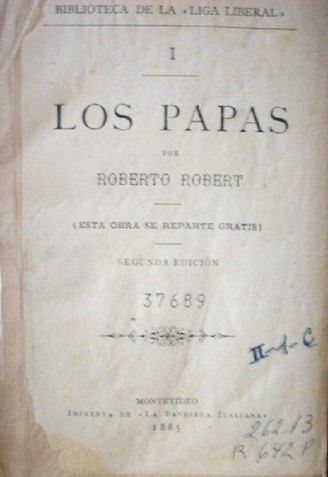 BIBLIOTECA DE LA «LIGA LIBERAL»
I
LOS PAPAS
POR
ROBERTO ROBERT
(ESTA OBRA SE REPARTE GRATIS)
SEGUNDA EDICIÓN
37689
II-1-C
MONTEVIDEO
IMPRENTA DE «LA BANDIERA ITALIANA»
1885
262.13
R 642 P